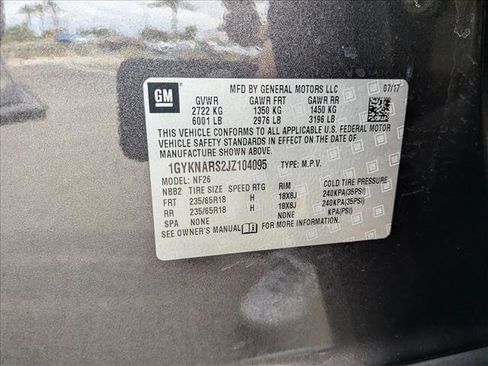 GM
MFD BY GENERAL MOTORS LLC 07/17
GVWR GAWR FRT GAWR RR
2722 KG 1350 KG 1450 KG
6001 LB 2976 LB 3196 LB
THIS VEHICLE CONFORMS TO ALL APPLICABLE U.S. FEDERAL MOTOR
VEHICLE SAFETY STANDARDS IN EFFECT ON THE DATE OF
MANUFACTURE SHOWN ABOVE.
1GYKNARS2JZ104095 TYPE: M.P.V.
MODEL: NF26
NBB2 TIRE SIZE SPEED RTG RIM COLD TIRE PRESSURE
FRT 235/65R18 H 18X8J 240KPA(35PSI)
RR 235/65R18 H 18X8J 240KPA(35PSI)
SPA NONE NONE KPA(PSI)
SEE OWNER'S MANUAL